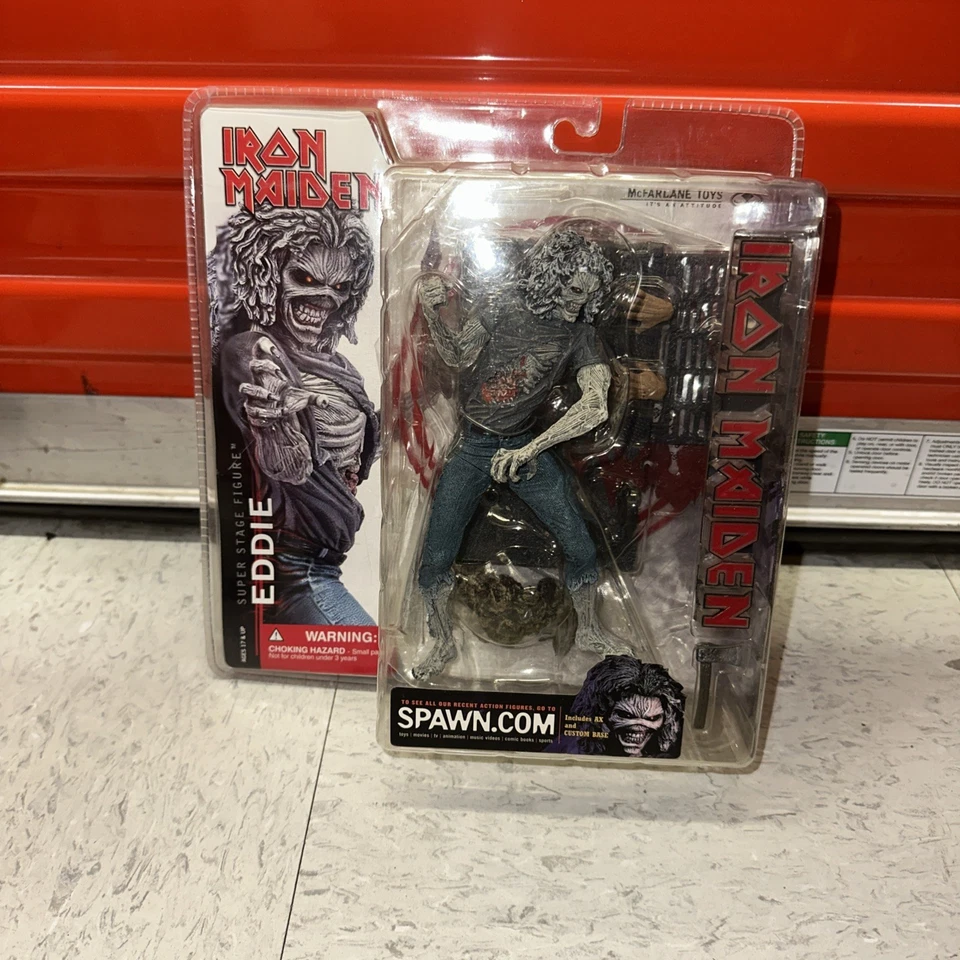 IRON
MAIDEN
McFARLANE TOYS
IT'S AN ATTITUDE
IRON MAIDEN
SUPER STAGE FIGURE™
EDDIE
AGES 17 & UP
WARNING:
CHOKING HAZARD - Small pa
Not for children under 3 years
TO SEE ALL OUR RECENT ACTION FIGURES, GO TO
SPAWN.COM
toys | movies | tv | animation | music videos | comic books | sports
Includes AX
and
CUSTOM BASE
SAFETY